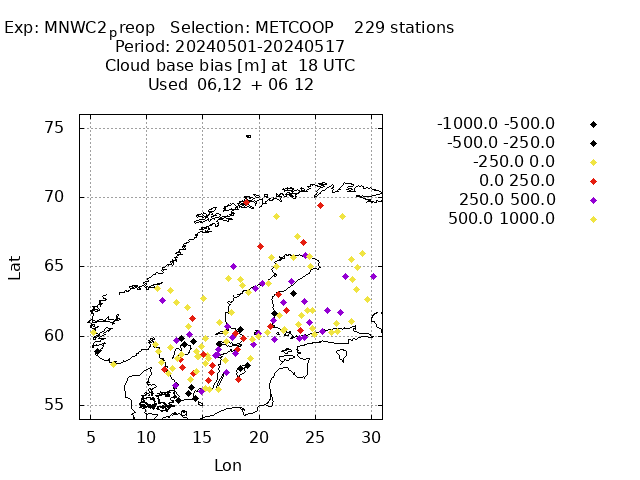 Exp: MNWC2preop Selection: METCOOP 229 stations
Period: 20240501-20240517
Cloud base bias [m] at 18 UTC
Used 06,12 + 06 12
-1000.0 -500.0
-500.0 -250.0
-250.0 0.0
0.0 250.0
250.0 500.0
500.0 1000.0
75
70
65
60
55
Lat
5 10 15 20 25 30
Lon